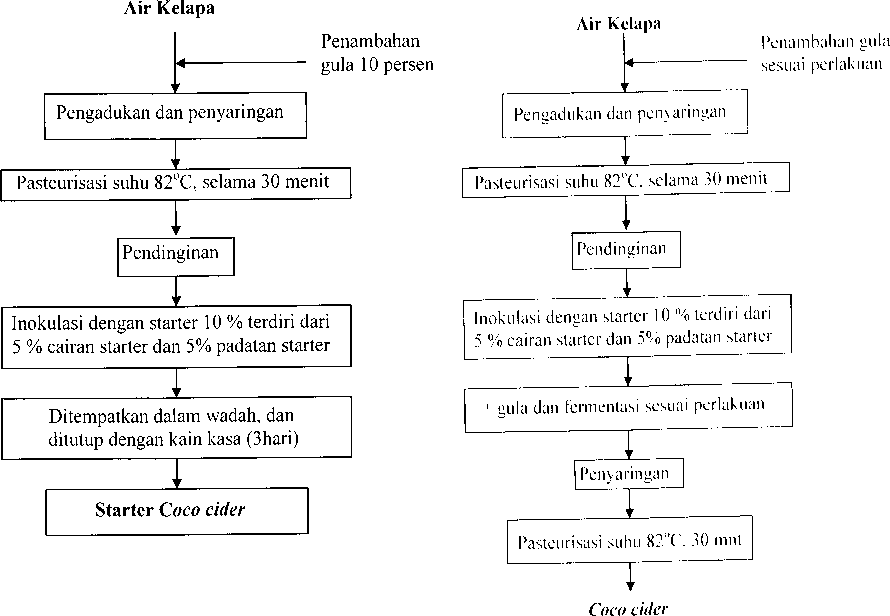 Air Kelapa
Penambahan
gula 10 persen
Pengadukan dan penyaringan
Pasteurisasi suhu 82°C, selama 30 menit
Pendinginan
Inokulasi dengan starter 10 % terdiri dari
5 % cairan starter dan 5% padatan starter
Ditempatkan dalam wadah, dan
ditutup dengan kain kasa (3hari)
Starter Coco cider
Air Kelapa
Penambahan gula
sesuai perlakuan
Pengadukan dan penyaringan
Pasteurisasi suhu 82°C, selama 30 menit
Pendinginan
Inokulasi dengan starter 10 % terdiri dari
5 % cairan starter dan 5% padatan starter
+ gula dan fermentasi sesuai perlakuan
Penyaringan
Pasteurisasi suhu 82°C, 30 mnt
Coco cider